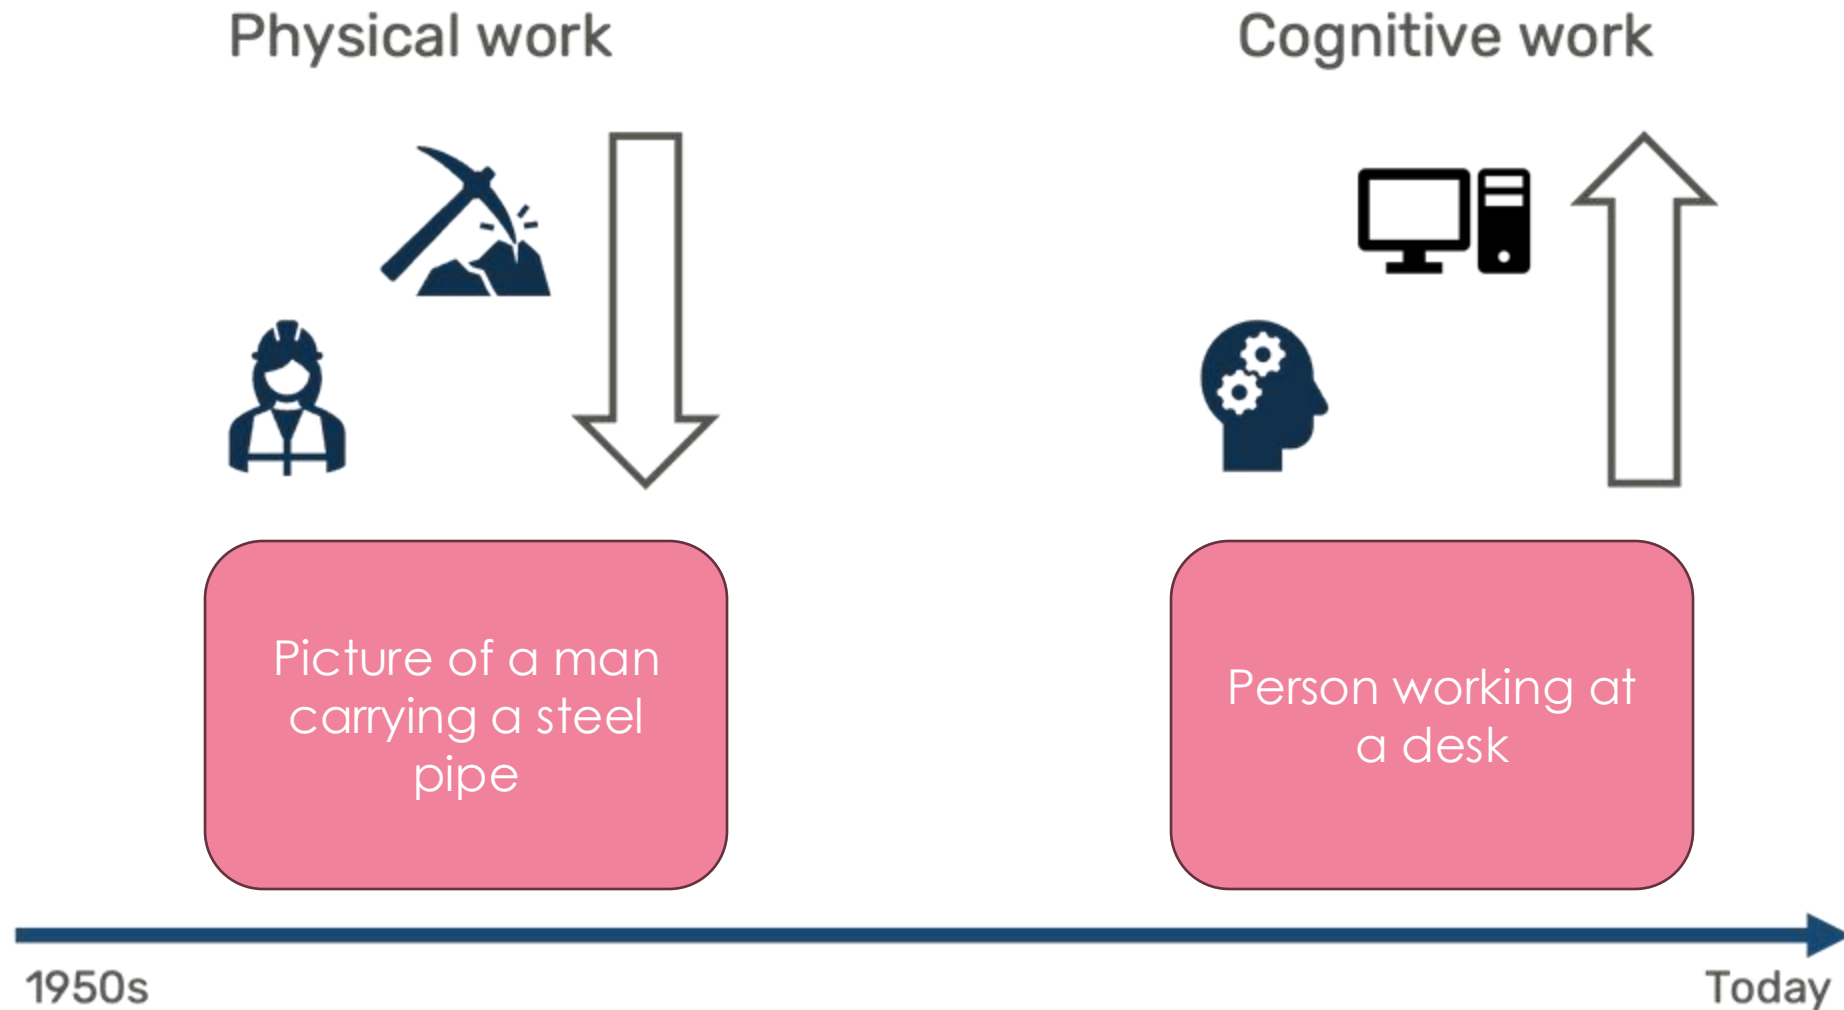 Physical work
Cognitive work
Picture of a man
carrying a steel
pipe
Person working at
a desk
1950s
Today